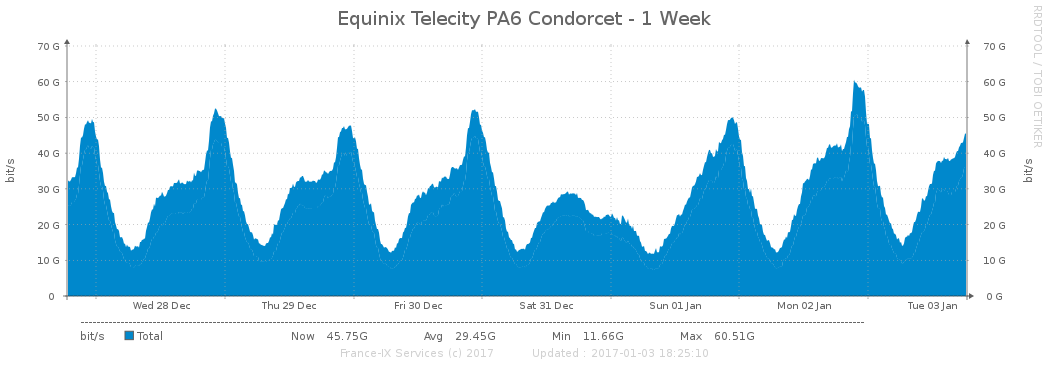 Equinix Telecity PA6 Condorcet - 1 Week
RRDTOOL / TOBI OETIKER
70 G 70 G
60 G 60 G
50 G 50 G
40 G 40 G
30 G 30 G
20 G 20 G
10 G 10 G
0 0 G
bit/s bit/s
Wed 28 Dec Thu 29 Dec Fri 30 Dec Sat 31 Dec Sun 01 Jan Mon 02 Jan Tue 03 Jan
bit/s Total Now 45.75G Avg 29.45G Min 11.66G Max 60.51G
France-IX Services (c) 2017 Updated : 2017-01-03 18:25:10